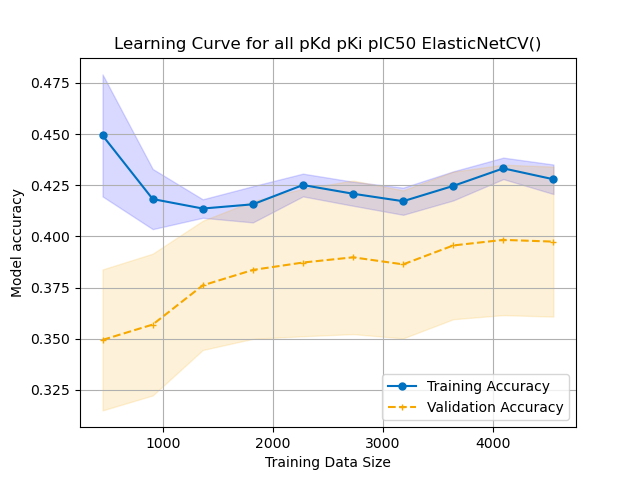 Learning Curve for all pKd pKi pIC50 ElasticNetCV()
0.475
0.450
0.425
0.400
0.375
0.350
0.325
Model accuracy
Training Accuracy
Validation Accuracy
1000
2000
3000
4000
Training Data Size